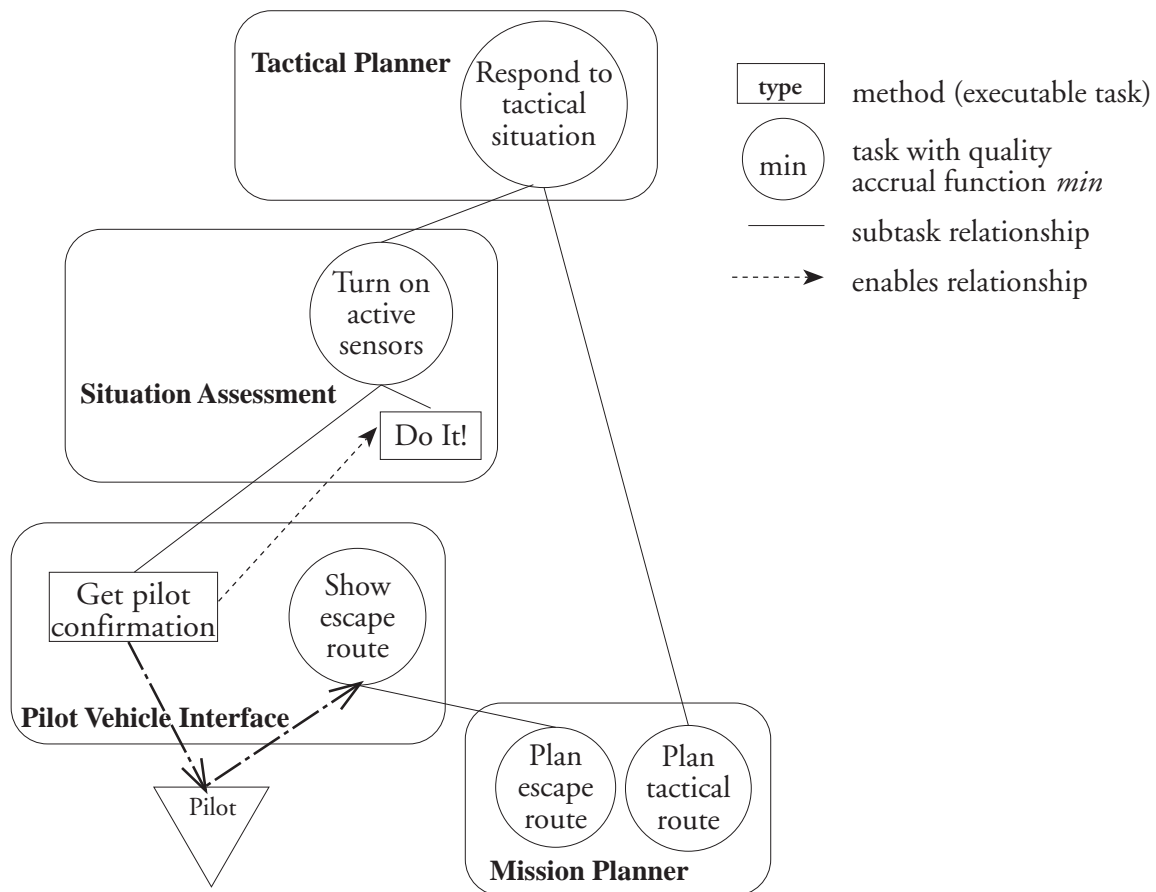 Tactical Planner
Respond to
tactical
situation
type
method (executable task)
min
task with quality
accrual function min
subtask relationship
enables relationship
Turn on
active
sensors
Situation Assessment
Do It!
Get pilot
confirmation
Show
escape
route
Pilot Vehicle Interface
Pilot
Plan
escape
route
Plan
tactical
route
Mission Planner